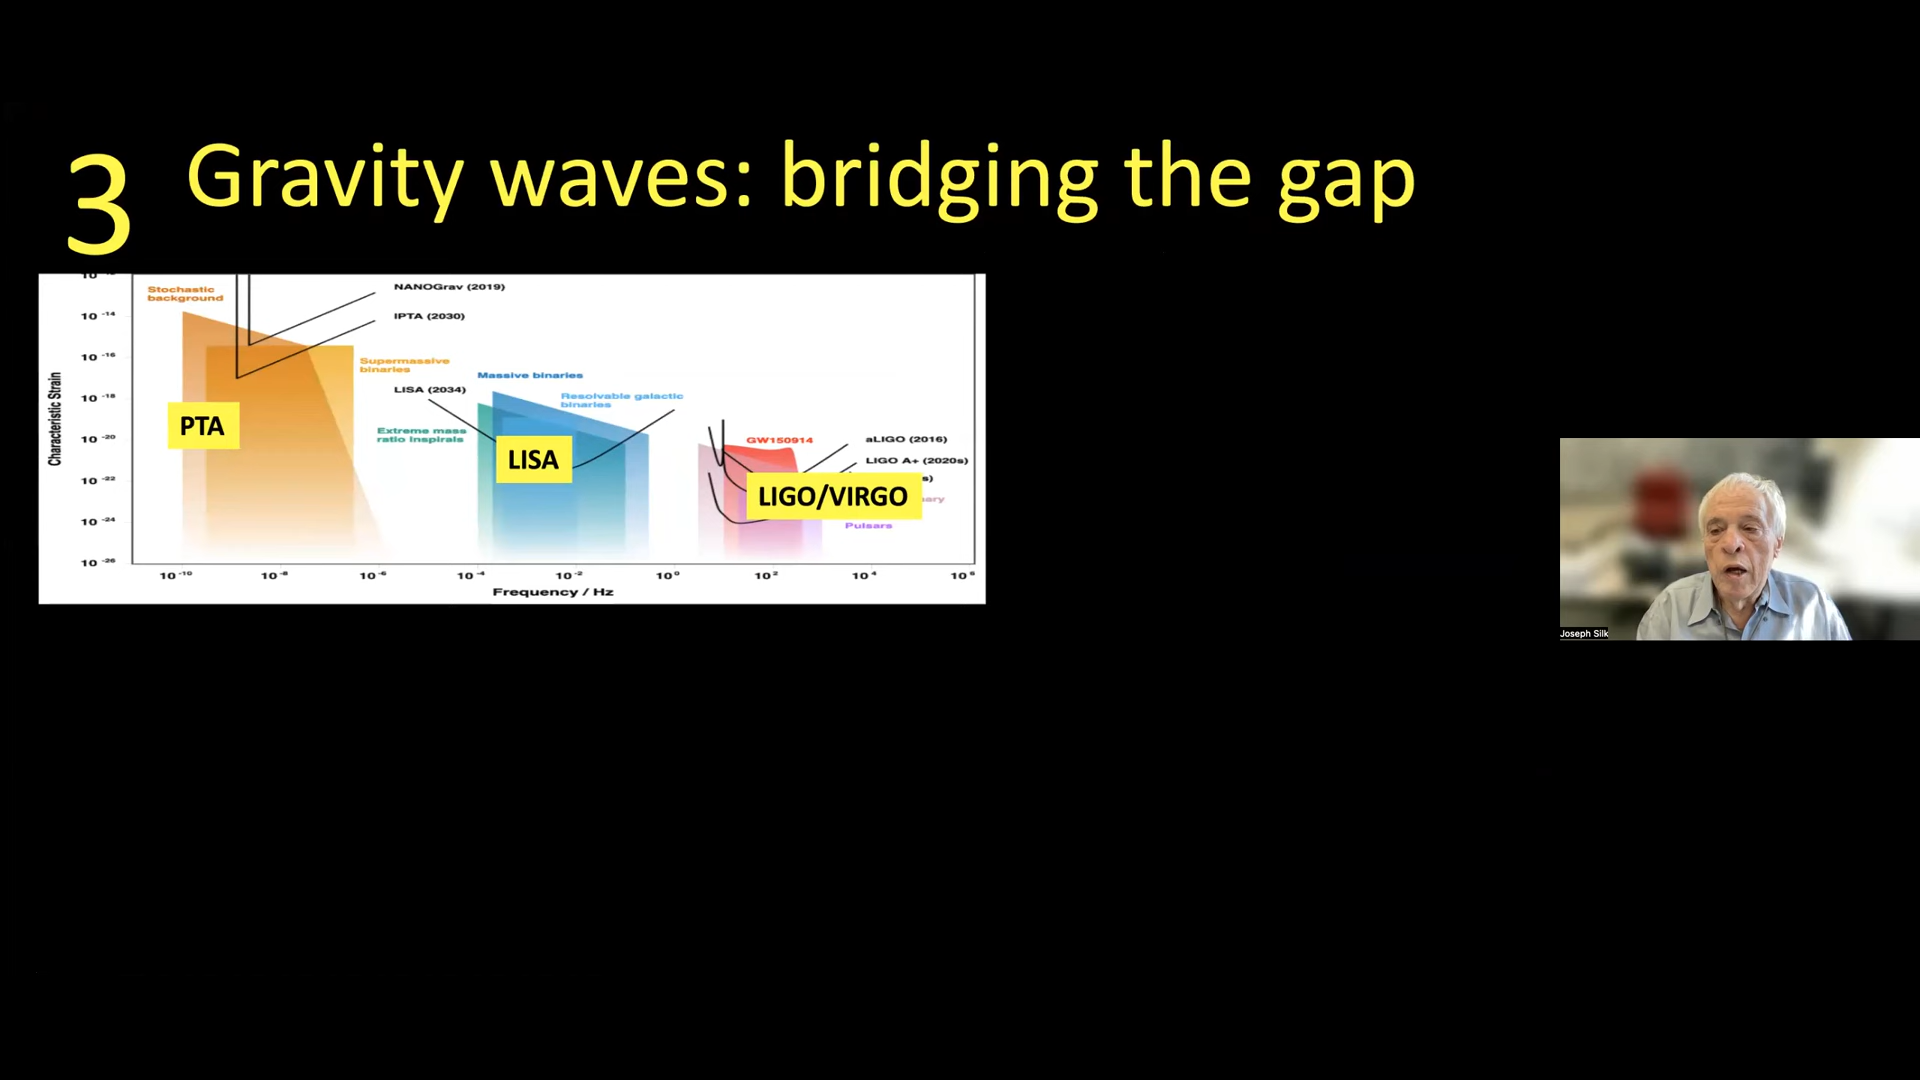 3 Gravity waves: bridging the gap
Characteristic Strain
10 -14
10 -16
10 -18
10 -20
10 -22
10 -24
10 -26
Stochastic
background
NANOGrav (2019)
IPTA (2030)
Supermassive
binaries
LISA (2034)
Massive binaries
Resolvable galactic
binaries
Extreme mass
ratio inspirals
PTA
LISA
GW150914
aLIGO (2016)
LIGO A+ (2020s)
LIGO/VIRGO
Pulsars
10 -10
10 -8
10 -6
10 -4
10 -2
10 0
10 2
10 4
10 6
Frequency / Hz
Joseph Silk